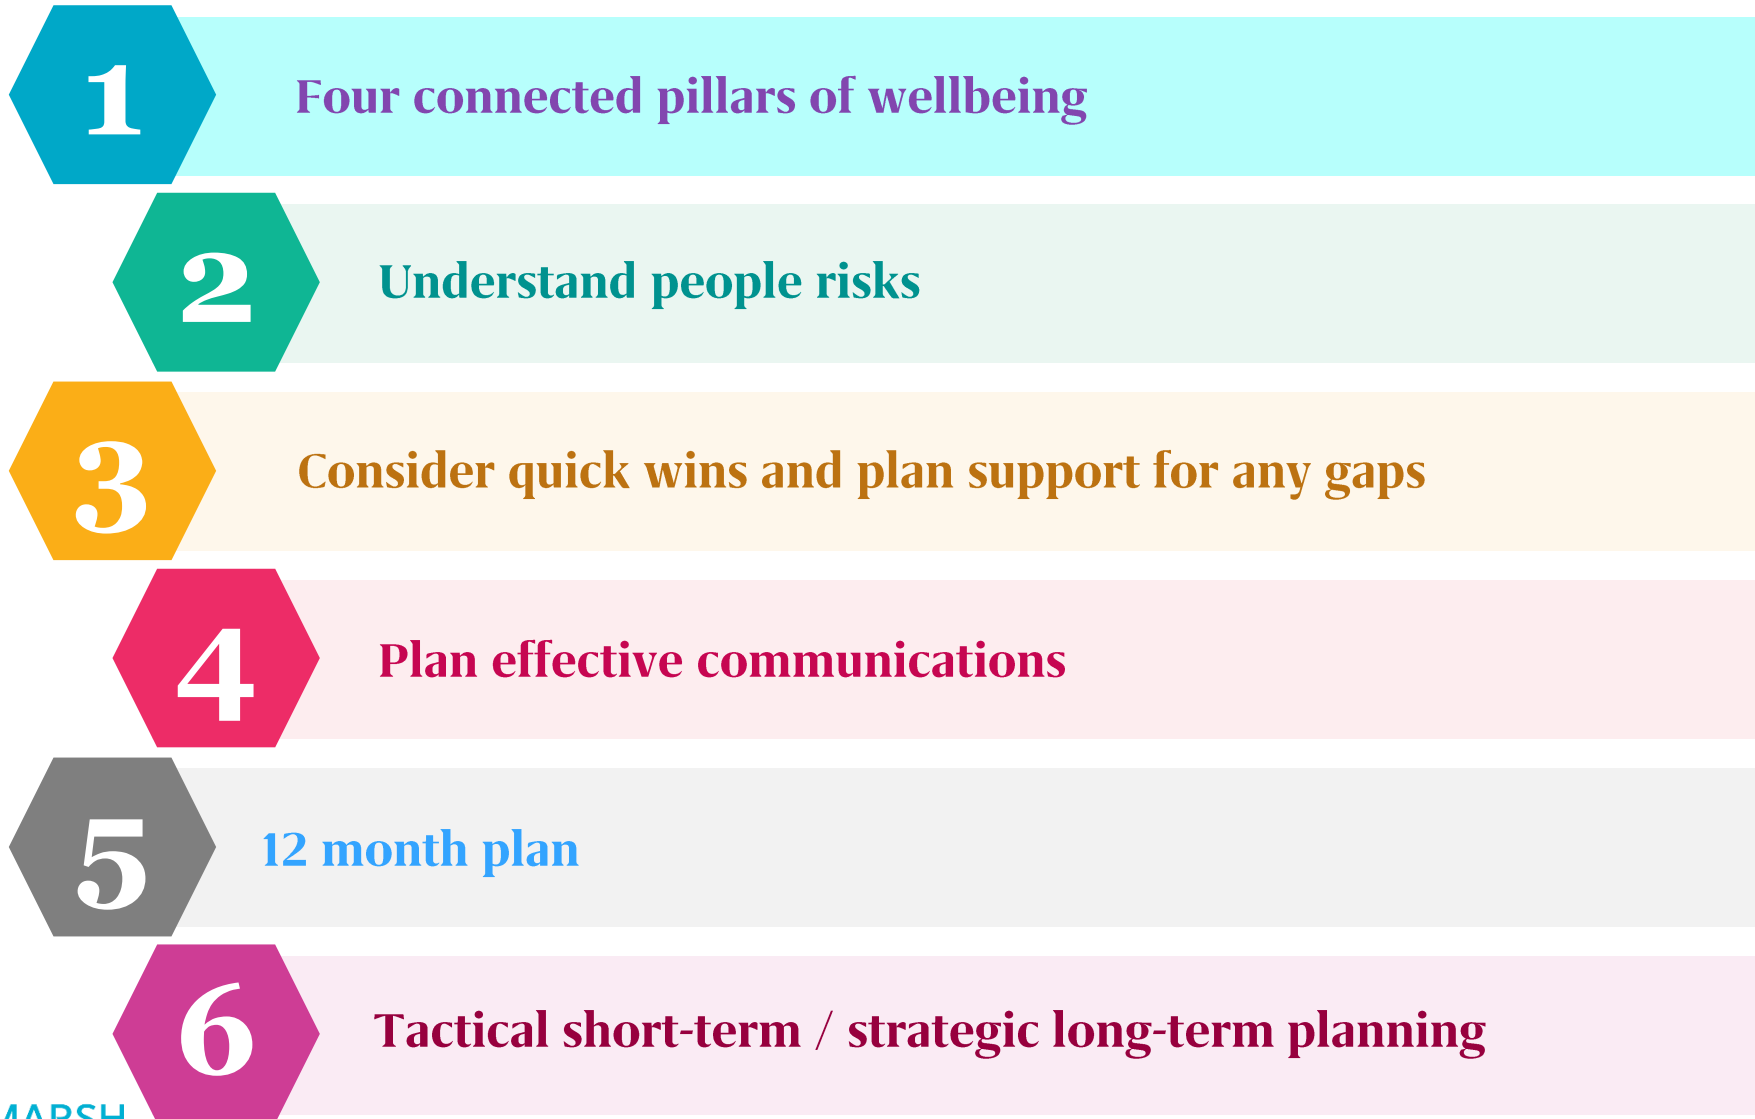 1
Four connected pillars of wellbeing
2
Understand people risks
3
Consider quick wins and plan support for any gaps
4
Plan effective communications
5
12 month plan
6
Tactical short-term / strategic long-term planning